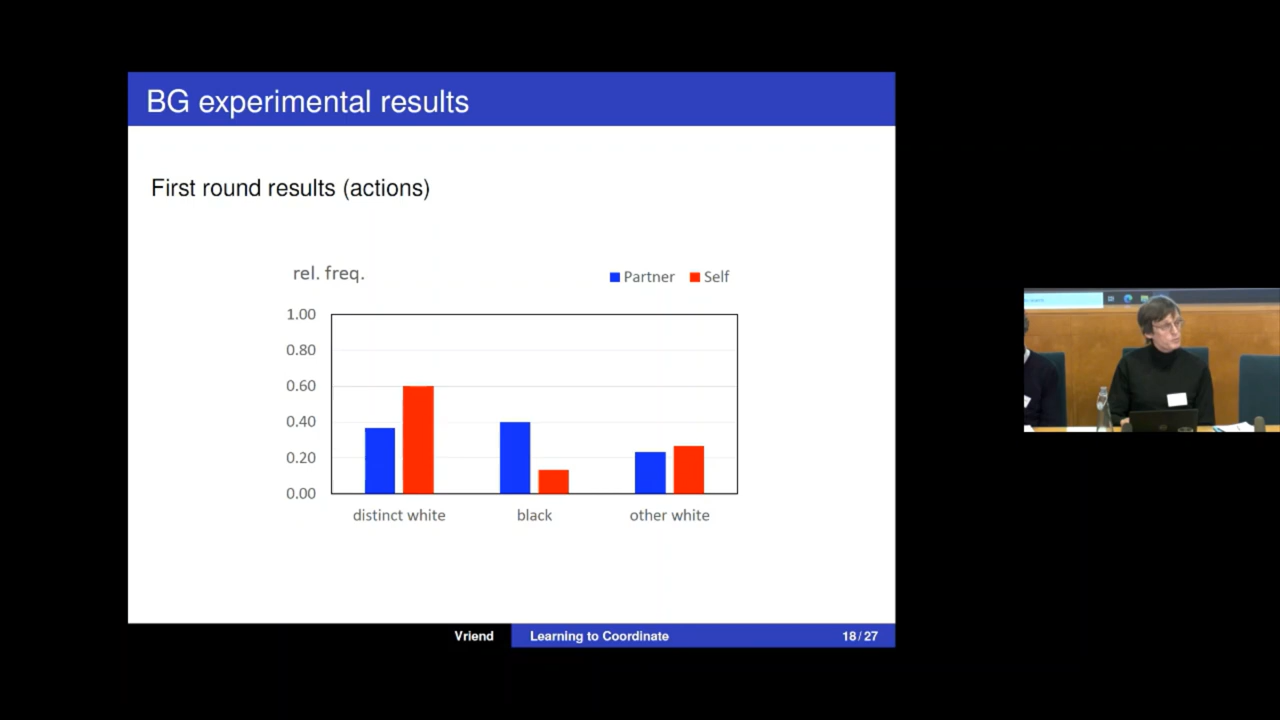 BG experimental results
First round results (actions)
rel. freq.
Partner Self
1.00
0.80
0.60
0.40
0.20
0.00
distinct white black other white
Vriend Learning to Coordinate 18 / 27